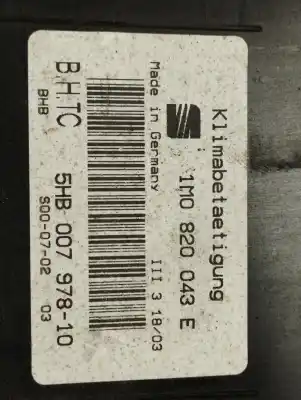 Klimabetaetigung
1M0 820 043 E
Made in Germany
III 3 18/03
BHTC
5HB 007 978-10
BHB
S00-07-02
03